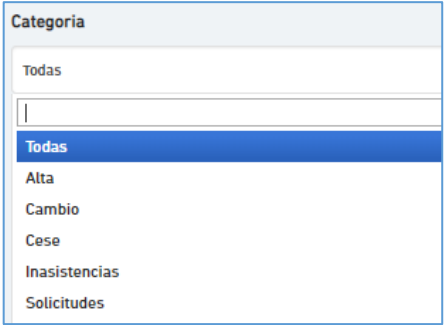 Categoria
Todas
Todas
Alta
Cambio
Cese
Inasistencias
Solicitudes